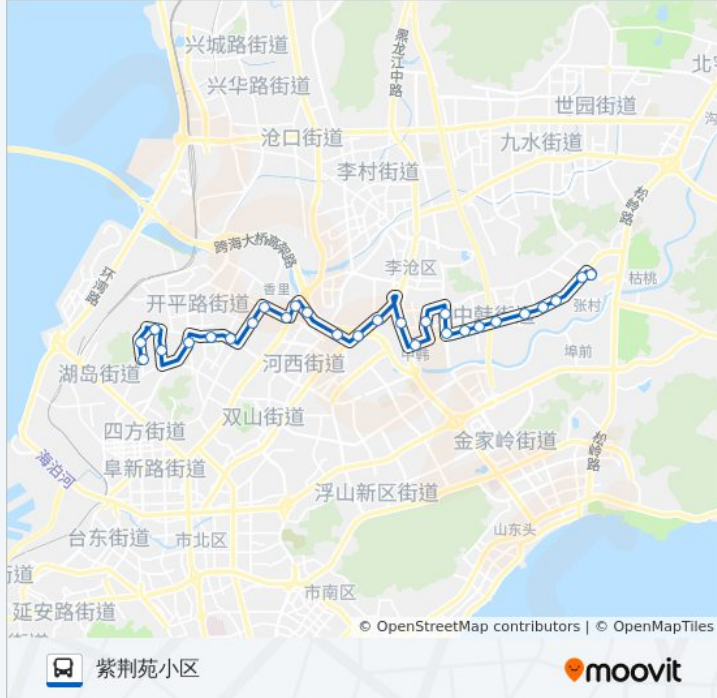 兴城路街道
兴华路街道
黑龙江中路
世园街道
沧口街道
九水街道
李村街道
松岭路
跨海大桥高架路
李沧区
环湾路
香里
枯桃
开平路街道
中韩街道
张村
中韩
埠前
湖岛街道
河西街道
双山街道
四方街道
金家岭街道
松岭路
阜新路街道
海泊河
浮山新区街道
台东街道
市北区
山东头
街道
市南区
延安路街道
© OpenStreetMap contributors | © OpenMapTiles
紫荆苑小区
moovit